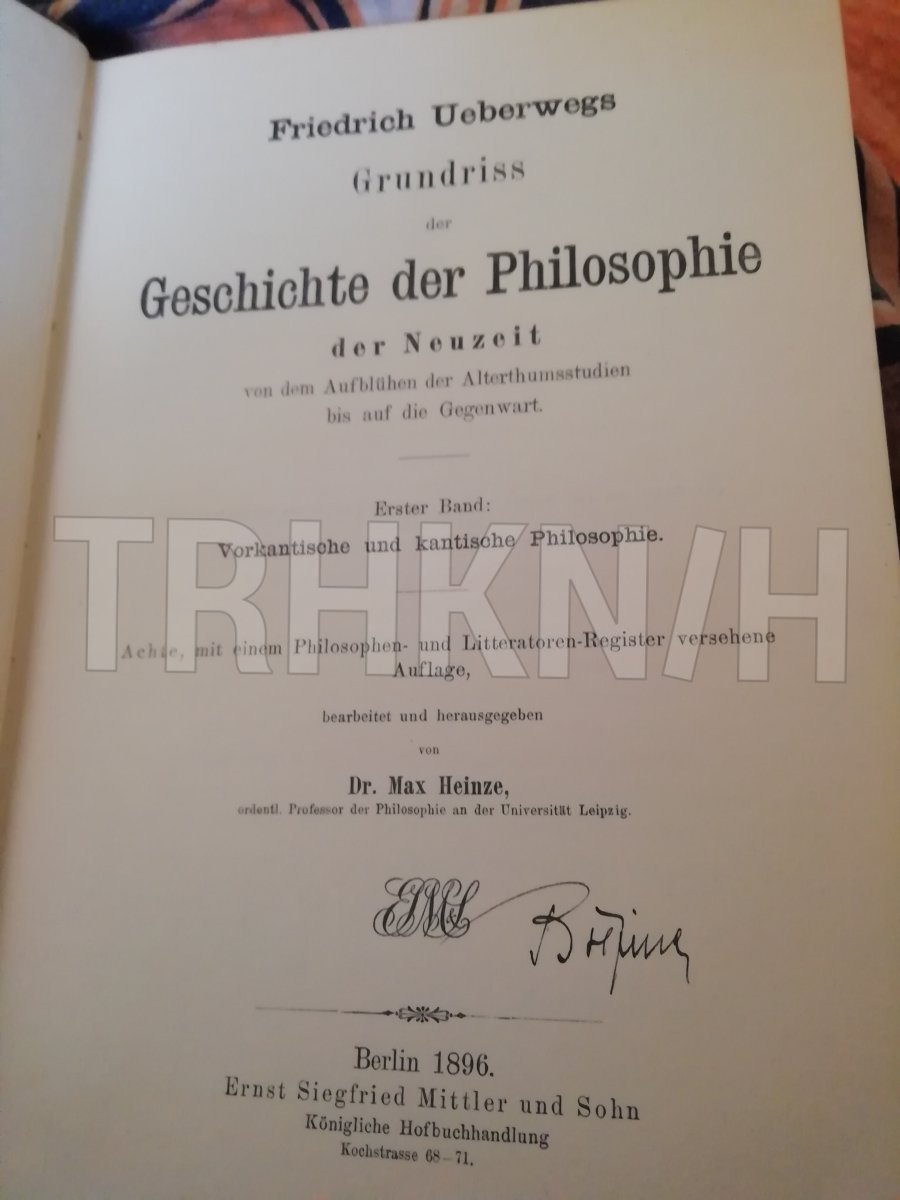 Friedrich Ueberwegs
Grundriss
der
Geschichte der Philosophie
der Neuzeit
von dem Aufblühen der Alterthumsstudien
bis auf die Gegenwart.
Erster Band:
Vorkantische und kantische Philosophie.
TRHKN/H
Achte, mit einem Philosophen- und Litteratoren-Register versehene
Auflage,
bearbeitet und herausgegeben
von
Dr. Max Heinze,
ordentl. Professor der Philosophie an der Universität Leipzig.
Berlin 1896.
Ernst Siegfried Mittler und Sohn
Königliche Hofbuchhandlung
Kochstrasse 68–71.